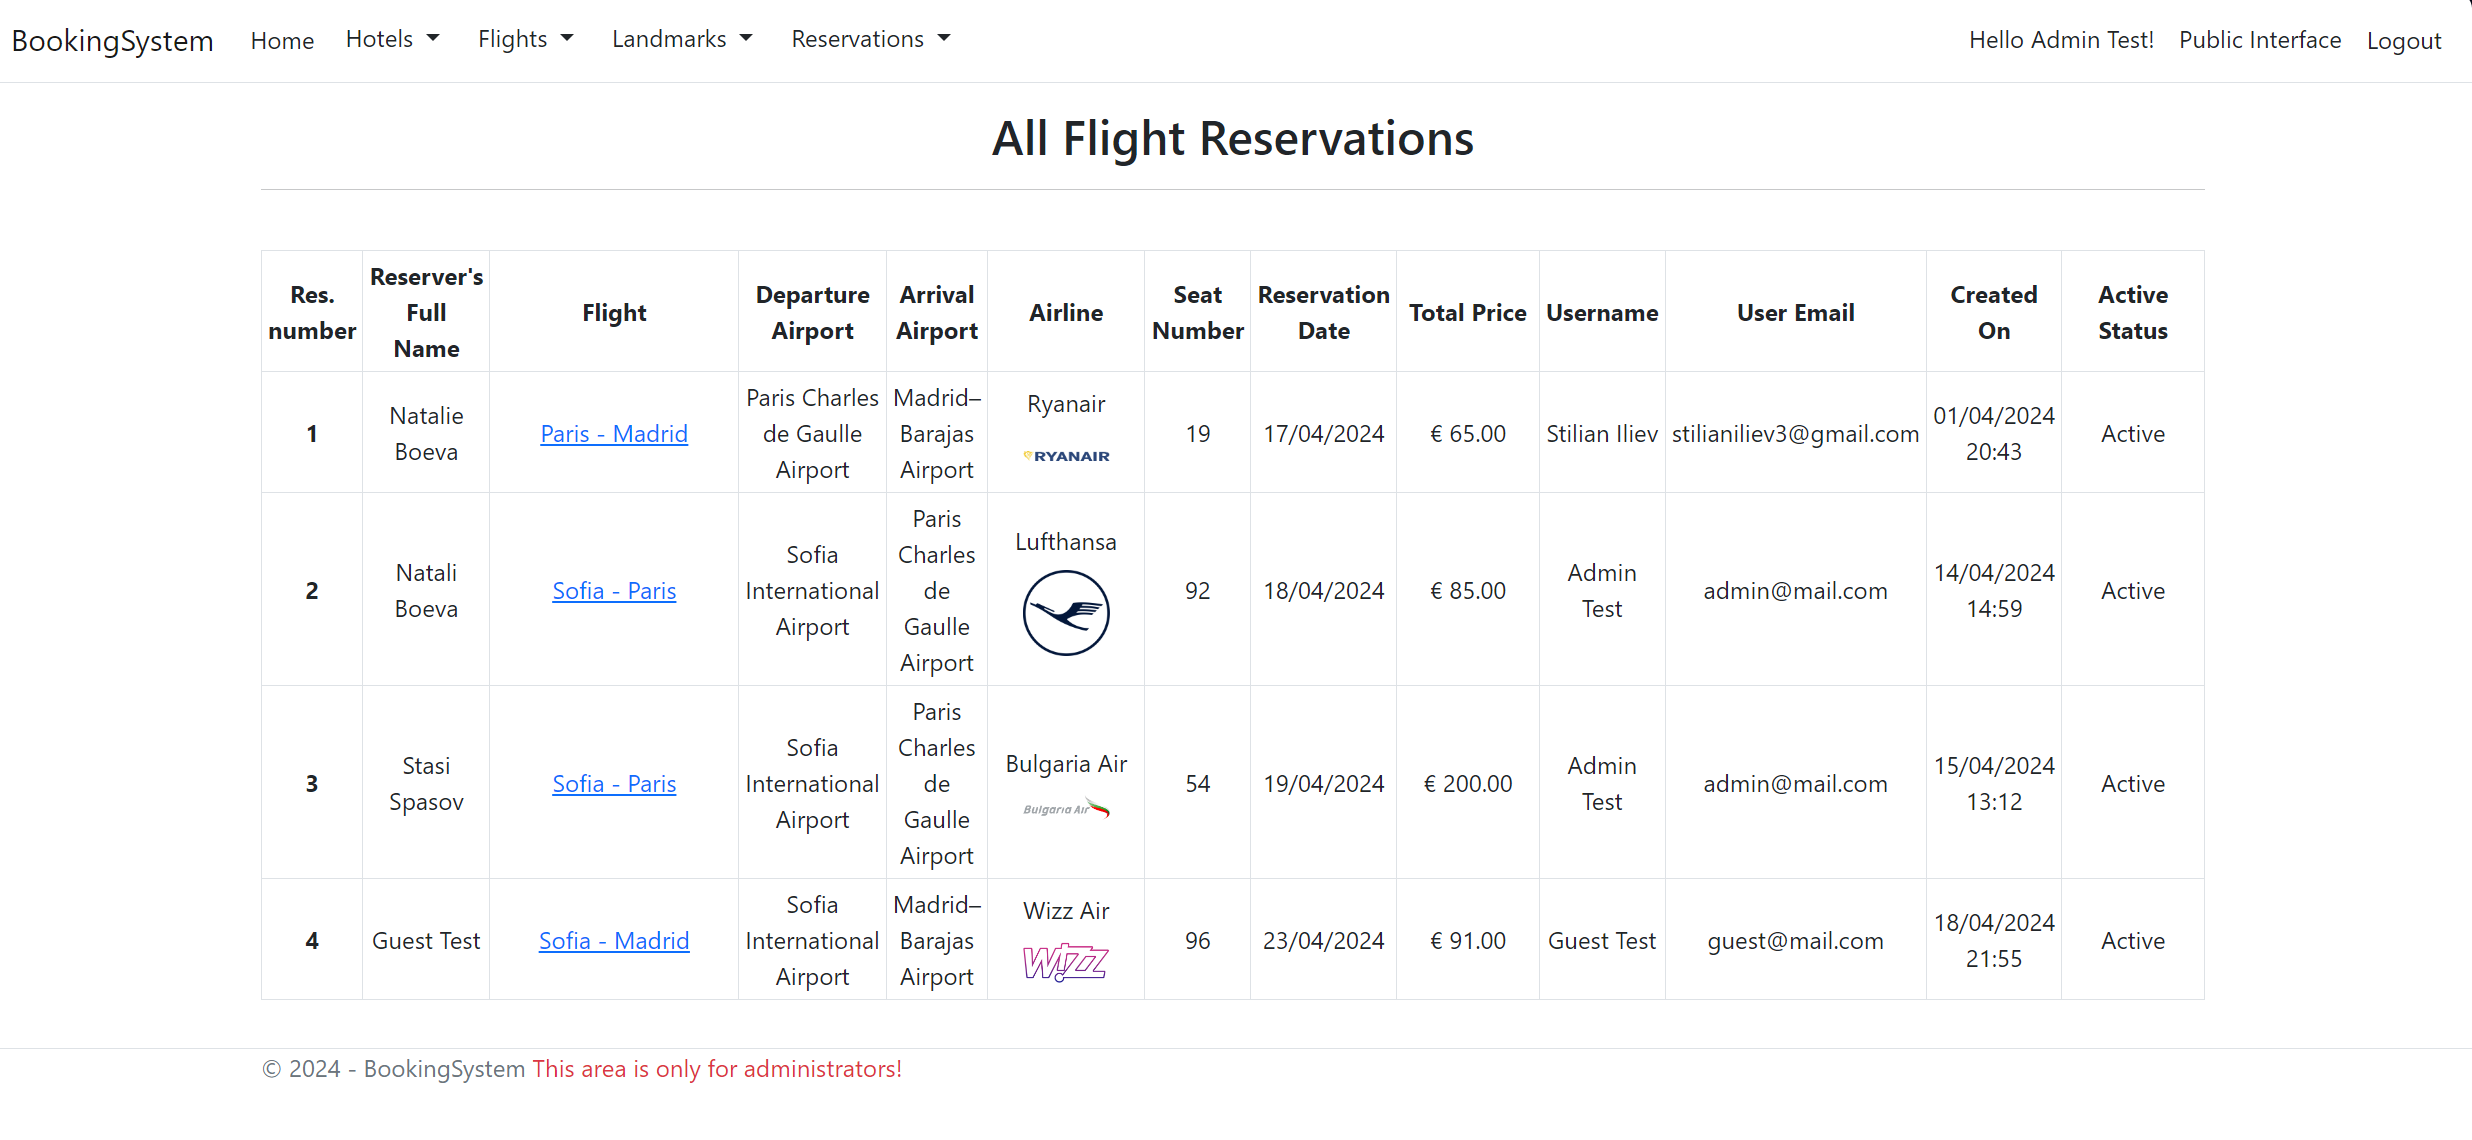 BookingSystem Home Hotels Flights Landmarks Reservations Hello Admin Test! Public Interface Logout
All Flight Reservations
Res. number Reserver's Full Name Flight Departure Airport Arrival Airport Airline Seat Number Reservation Date Total Price Username User Email Created On Active Status
1 Natalie Boeva Paris - Madrid Paris Charles de Gaulle Airport Madrid–Barajas Airport Ryanair RYANAIR 19 17/04/2024 € 65.00 Stilian Iliev stilianiliev3@gmail.com 01/04/2024 20:43 Active
2 Natali Boeva Sofia - Paris Sofia International Airport Paris Charles de Gaulle Airport Lufthansa 92 18/04/2024 € 85.00 Admin Test admin@mail.com 14/04/2024 14:59 Active
3 Stasi Spasov Sofia - Paris Sofia International Airport Paris Charles de Gaulle Airport Bulgaria Air Bulgaria Air 54 19/04/2024 € 200.00 Admin Test admin@mail.com 15/04/2024 13:12 Active
4 Guest Test Sofia - Madrid Sofia International Airport Madrid–Barajas Airport Wizz Air WIZZ 96 23/04/2024 € 91.00 Guest Test guest@mail.com 18/04/2024 21:55 Active
© 2024 - BookingSystem This area is only for administrators!